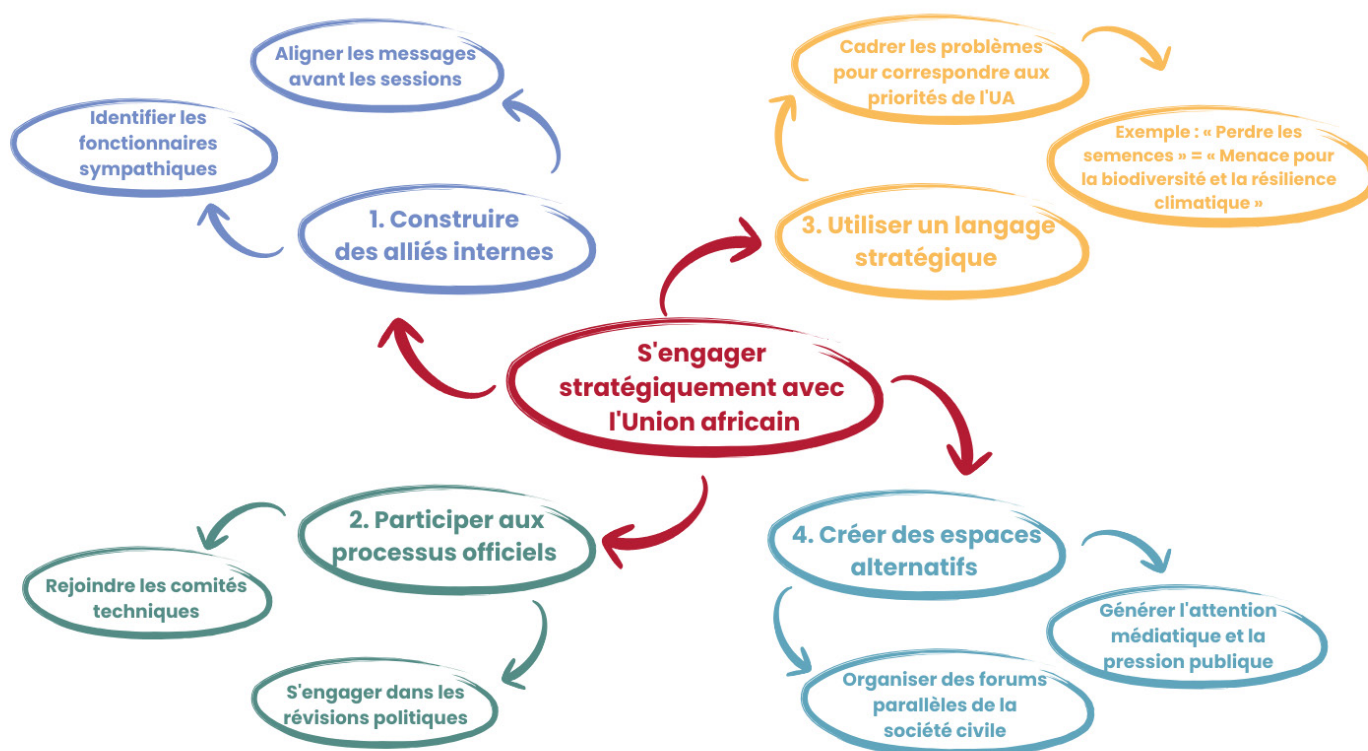 Aligner les messages
avant les sessions
Identifier les
fonctionnaires
sympathiques
1. Construire
des alliés internes
Cadrer les problèmes
pour correspondre aux
priorités de l'UA
Exemple : « Perdre les
semences » = « Menace pour
la biodiversité et la résilience
climatique »
3. Utiliser un langage
stratégique
S'engager
stratégiquement avec
l'Union africain
2. Participer aux
processus officiels
Rejoindre les comités
techniques
S'engager dans les
révisions politiques
4. Créer des espaces
alternatifs
Générer l'attention
médiatique et la
pression publique
Organiser des forums
parallèles de la
société civile